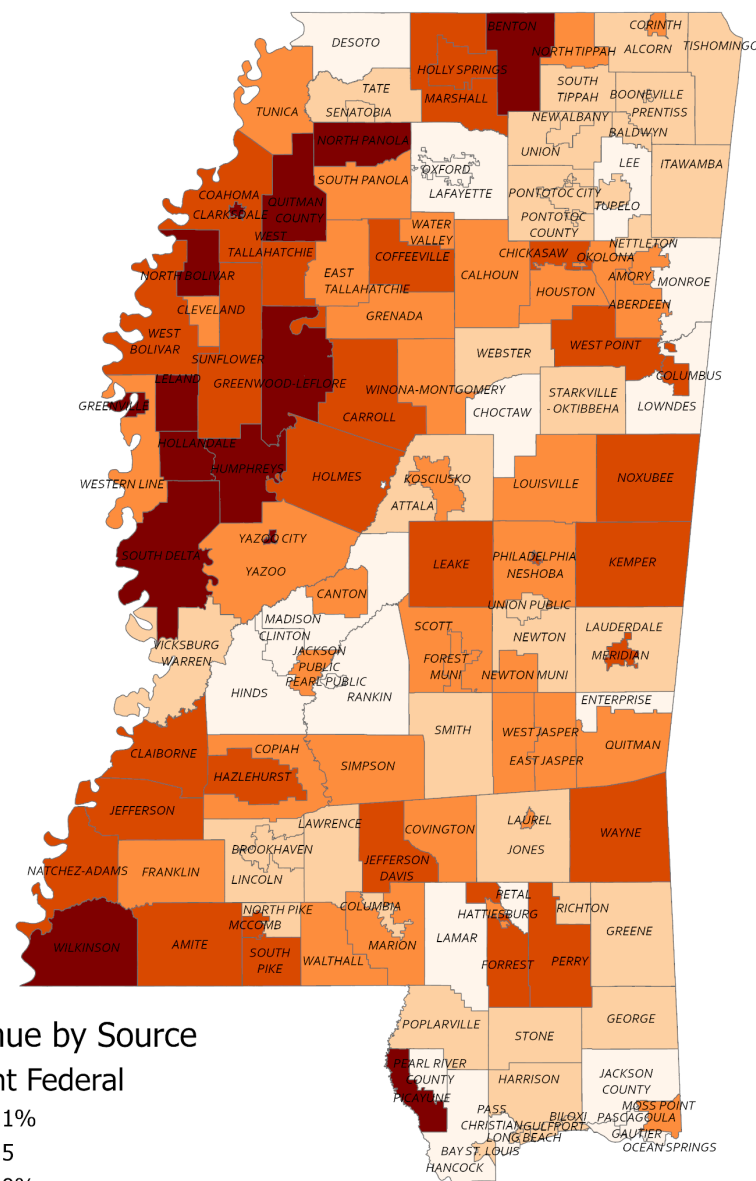 DESOTO
BENTON
CORINTH
NORTH TIPPAH
ALCORN
TISHOMINGO
HOLLY SPRINGS
TATE
SOUTH
TIPPAH
BOONEVILLE
MARSHALL
SENATOBIA
TUNICA
PRENTISS
NEW ALBANY
BALDWYN
NORTH PANOLA
UNION
LEE
ITAWAMBA
OXFORD
SOUTH PANOLA
LAFAYETTE
PONTOTOC CITY
COAHOMA
QUITMAN
COUNTY
TUPELO
CLARKSDALE
PONTOTOC
COUNTY
WATER
VALLEY
WEST
TALLAHATCHIE
NETTLETON
CHICKASAW
OKOLONA
COFFEEVILLE
NORTH BOLIVAR
EAST
TALLAHATCHIE
CALHOUN
AMORY
MONROE
HOUSTON
ABERDEEN
CLEVELAND
GRENADA
WEST
BOLIVAR
WEST POINT
SUNFLOWER
WEBSTER
LELAND
GREENWOOD-LEFLORE
WINONA-MONTGOMERY
COLUMBUS
STARKVILLE
- OKTIBBEHA
GREENVILLE
CARROLL
CHOCTAW
LOWNDES
HOLLANDALE
HUMPHREYS
HOLMES
KOSCIUSKO
NOXUBEE
WESTERN LINE
LOUISVILLE
ATTALA
YAZOO CITY
SOUTH DELTA
YAZOO
LEAKE
PHILADELPHIA
NESHOBA
KEMPER
CANTON
UNION PUBLIC
MADISON
CLINTON
SCOTT
LAUDERDALE
NEWTON
VICKSBURG
WARREN
JACKSON
PUBLIC
MERIDIAN
FOREST
MUNI
NEWTON MUNI
PEARL PUBLIC
HINDS
RANKIN
ENTERPRISE
SMITH
WEST JASPER
CLAIBORNE
COPIAH
QUITMAN
EAST JASPER
SIMPSON
HAZLEHURST
JEFFERSON
LAWRENCE
COVINGTON
LAUREL
WAYNE
BROOKHAVEN
JONES
NATCHEZ-ADAMS
FRANKLIN
JEFFERSON
DAVIS
LINCOLN
PETAL
NORTH PIKE
COLUMBIA
HATTIESBURG
RICHTON
MCCOMB
GREENE
WILKINSON
AMITE
MARION
LAMAR
SOUTH
PIKE
WALTHALL
FORREST
PERRY
POPLARVILLE
GEORGE
STONE
nue by Source
PEARL RIVER
COUNTY
nt Federal
HARRISON
JACKSON
COUNTY
PICAYUNE
1%
PASS
CHRISTIAN
MOSS POINT
BILOXI
PASCAGOULA
GULFPORT
GAUTIER
LONG BEACH
5
BAY ST. LOUIS
OCEAN SPRINGS
HANCOCK